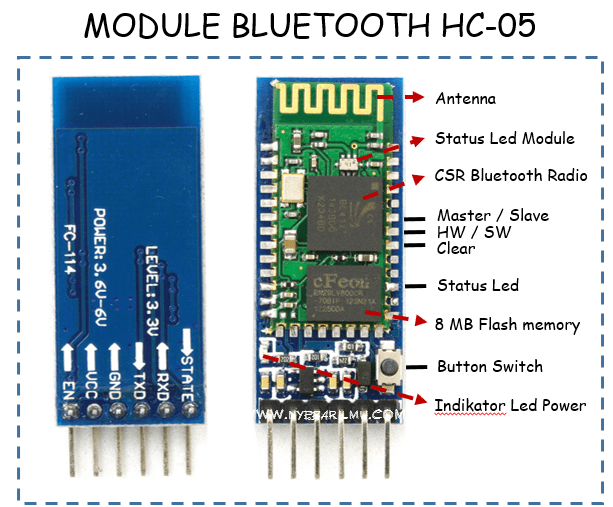 MODULE BLUETOOTH HC-05
Antenna
Status Led Module
CSR Bluetooth Radio
Master / Slave
HW / SW
Clear
Status Led
8 MB Flash memory
Button Switch
Indikator Led Power
FC-114
POWER:3.6V-6V
LEVEL:3.3V
EN
VCC
GND
TXD
RXD
STATE
cFeon